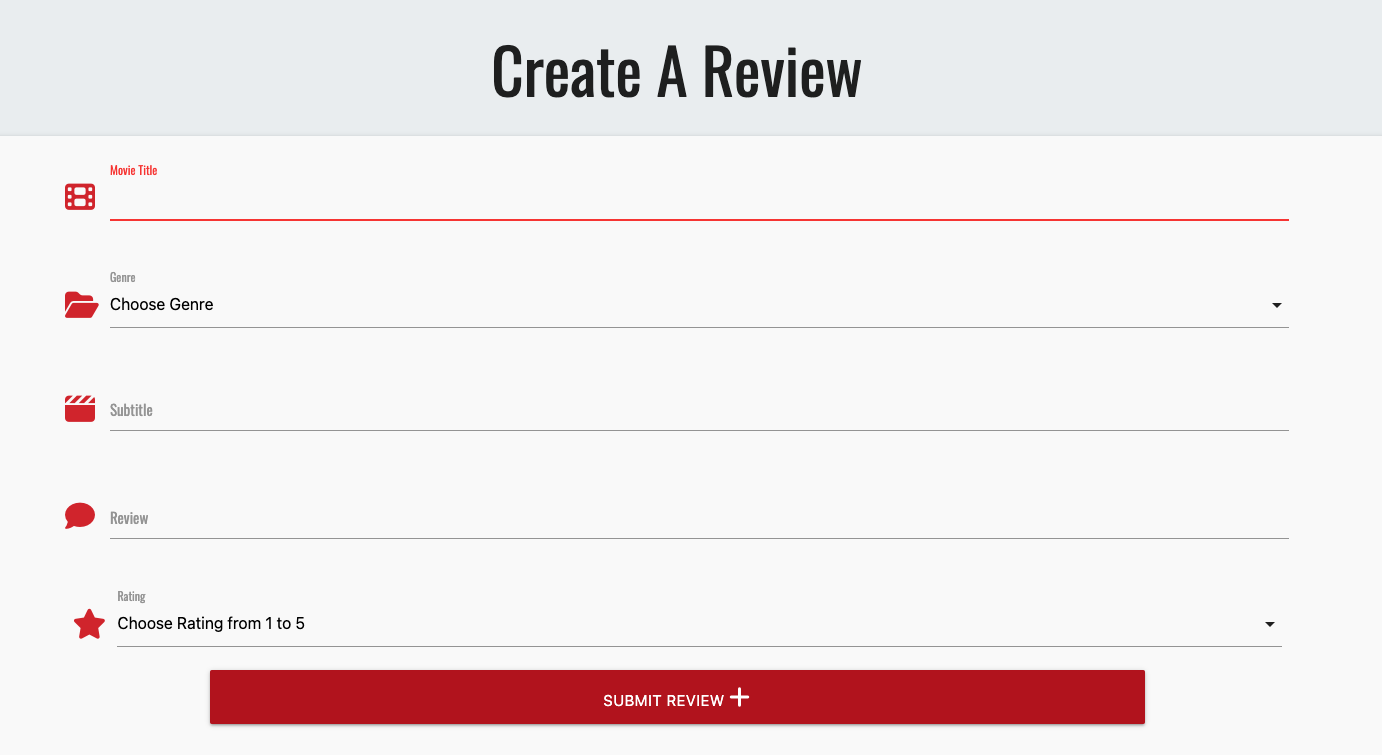 Create A Review
Movie Title
Genre
Choose Genre
Subtitle
Review
Rating
Choose Rating from 1 to 5
SUBMIT REVIEW